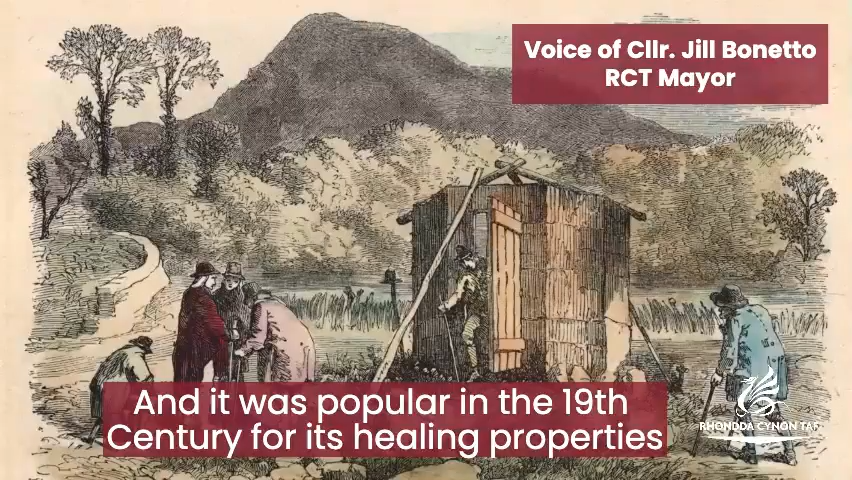 Voice of Cllr. Jill Bonetto
RCT Mayor
And it was popular in the 19th
Century for its healing properties
RHONDDA CYNON TAF